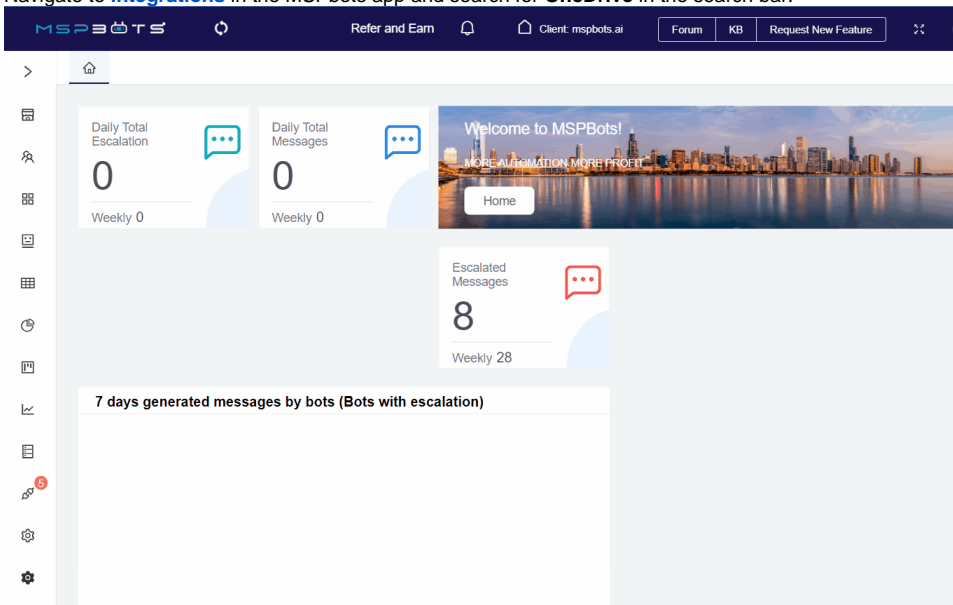 Navigate to Integrations in the MSPbots app and search for OneDrive in the search bar.
MSPBOTS
Refer and Earn
Client: mspbots.ai
Forum
KB
Request New Feature
Daily Total
Escalation
0
Weekly 0
Daily Total
Messages
0
Weekly 0
Welcome to MSPBots!
MORE AUTOMATION MORE PROFIT
Home
Escalated
Messages
8
Weekly 28
7 days generated messages by bots (Bots with escalation)
5